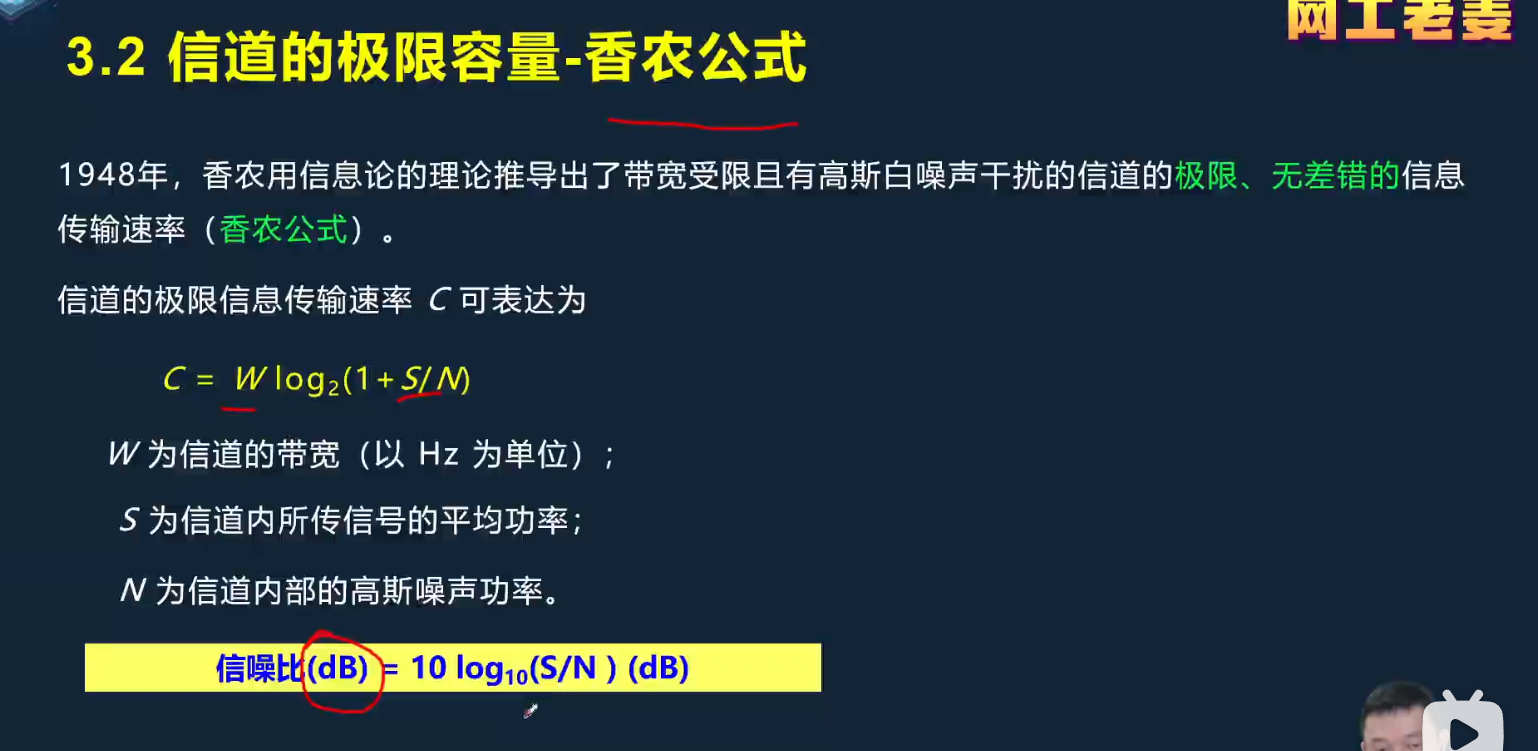 网工老姜
3.2 信道的极限容量-香农公式
1948年，香农用信息论的理论推导出了带宽受限且有高斯白噪声干扰的信道的极限、无差错的信息
传输速率（香农公式）。
信道的极限信息传输速率 C 可表达为
C = W log₂(1+S/N)
W 为信道的带宽（以 Hz 为单位）；
S 为信道内所传信号的平均功率；
N 为信道内部的高斯噪声功率。
信噪比(dB) = 10 log₁₀(S/N ) (dB)